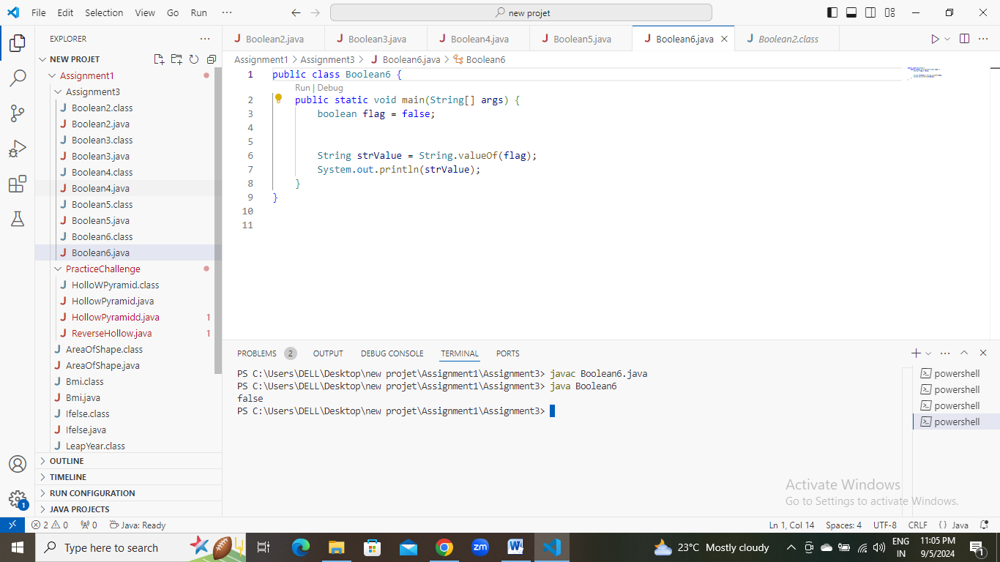 File Edit Selection View Go Run ···
new projet
EXPLORER
NEW PROJET
Assignment1
Assignment3
Boolean2.class
Boolean2.java
Boolean3.class
Boolean3.java
Boolean4.class
Boolean4.java
Boolean5.class
Boolean5.java
Boolean6.class
Boolean6.java
PracticeChallenge
HolloWPyramid.class
HollowPyramid.java
HollowPyramidd.java 1
ReverseHollow.java 1
AreaOfShape.class
AreaOfShape.java
Bmi.class
Bmi.java
Ifelse.class
Ifelse.java
LeapYear.class
OUTLINE
TIMELINE
RUN CONFIGURATION
JAVA PROJECTS
Boolean2.java Boolean3.java Boolean4.java Boolean5.java Boolean6.java Boolean2.class
Assignment1 > Assignment3 > Boolean6.java > Boolean6
1 public class Boolean6 {
Run | Debug
2 public static void main(String[] args) {
3 boolean flag = false;
4
5
6 String strValue = String.valueOf(flag);
7 System.out.println(strValue);
8 }
9 }
10
11
PROBLEMS 2 OUTPUT DEBUG CONSOLE TERMINAL PORTS
PS C:\Users\DELL\Desktop\new projet\Assignment1\Assignment3> javac Boolean6.java
PS C:\Users\DELL\Desktop\new projet\Assignment1\Assignment3> java Boolean6
false
PS C:\Users\DELL\Desktop\new projet\Assignment1\Assignment3>
powershell
powershell
powershell
powershell
Activate Windows
Go to Settings to activate Windows.
1
2 0 0 Java: Ready
Ln 1, Col 14 Spaces: 4 UTF-8 CRLF {} Java
Type here to search
zm
W
23°C Mostly cloudy
ENG
IN
11:05 PM
9/5/2024
1